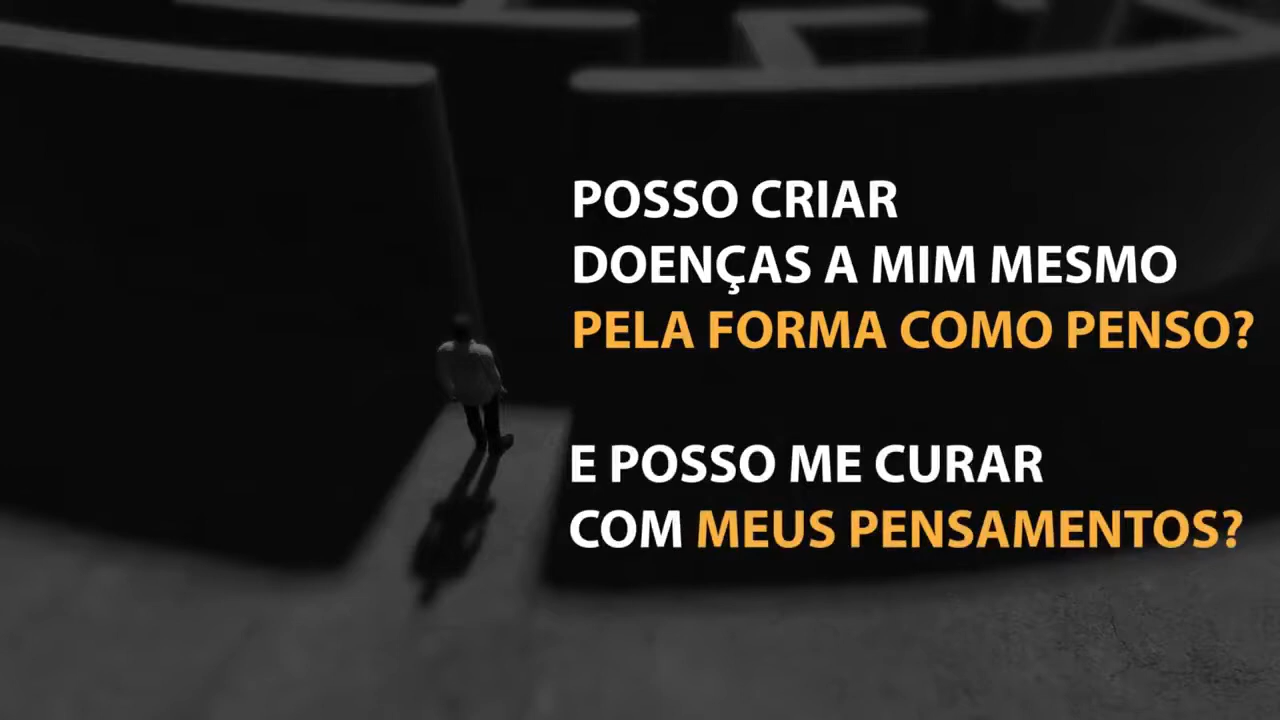 POSSO CRIAR
DOENÇAS A MIM MESMO
PELA FORMA COMO PENSO?
E POSSO ME CURAR
COM MEUS PENSAMENTOS?